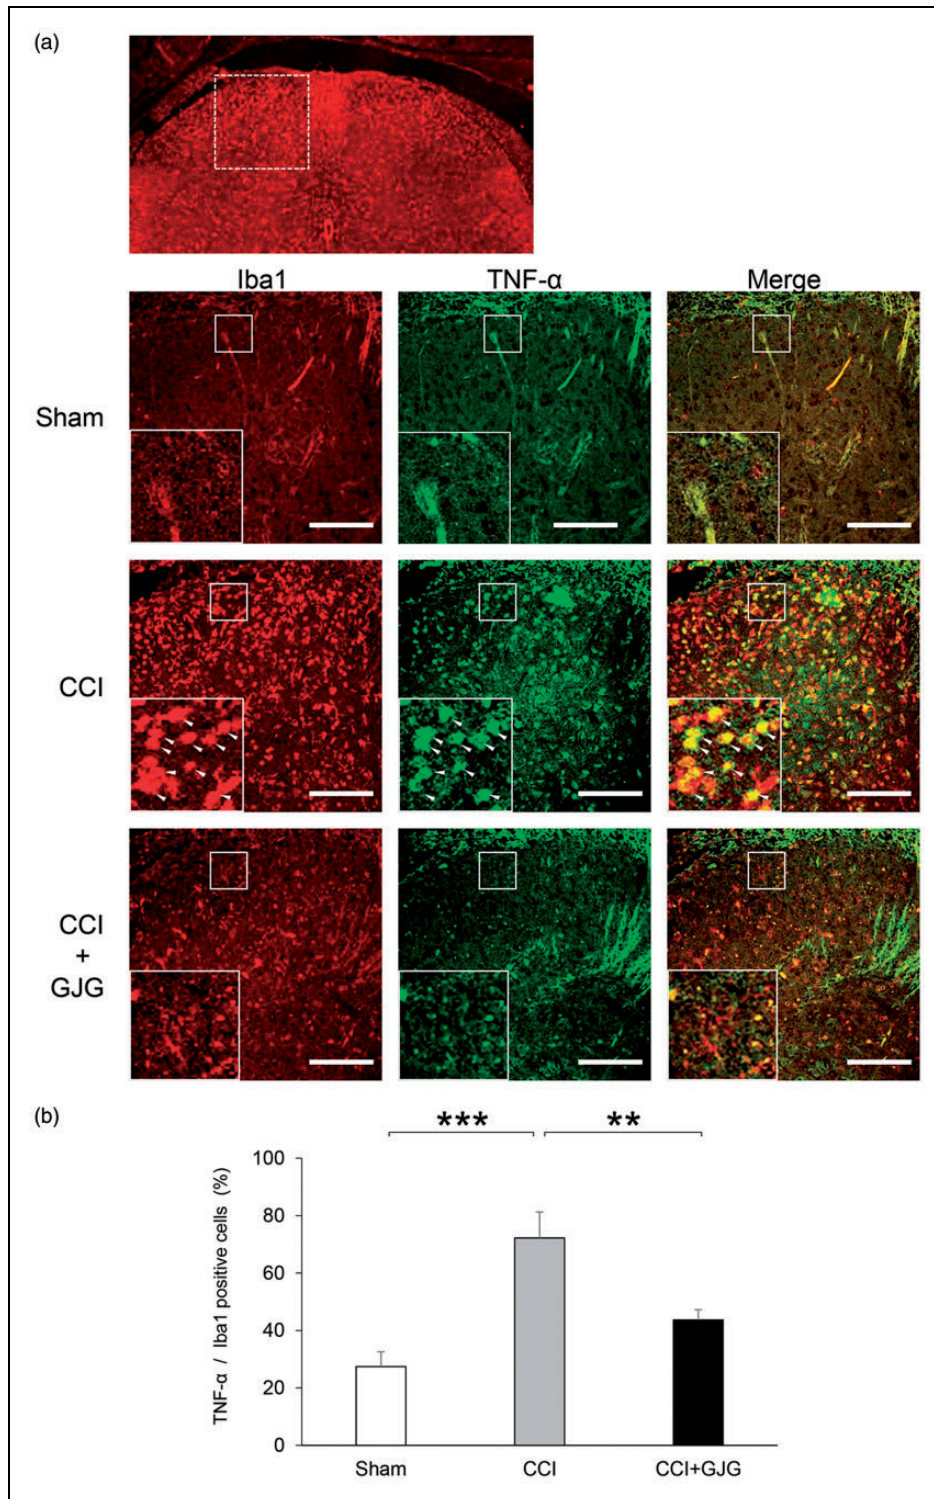 (a)
Iba1 TNF-α Merge
Sham
CCI
CCI
+
GJG
(b)
*** **
100
80
60
40
20
0
TNF-α / Iba1 positive cells (%)
Sham CCI CCI+GJG